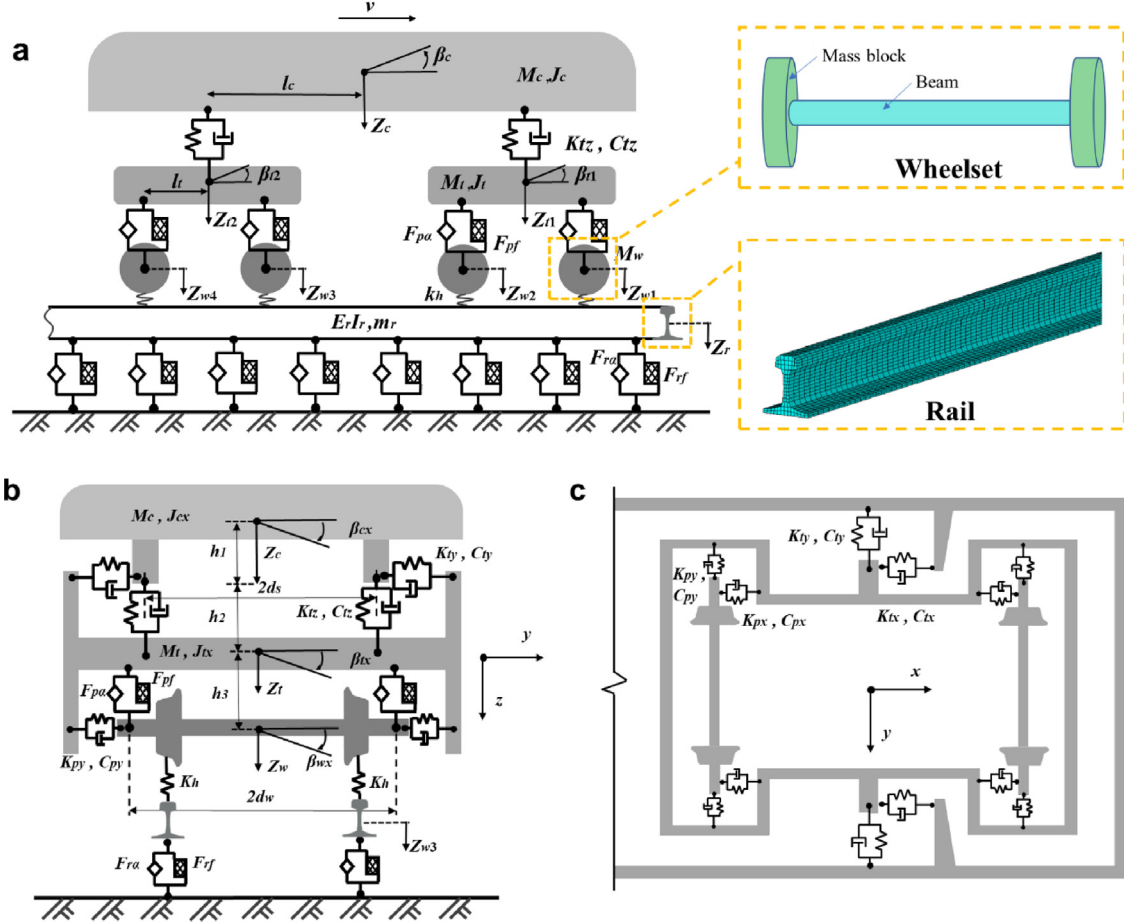 a
v
βc
lc
Mc ,Jc
Zc
Ktz , Ctz
lt
βt2
Mt ,Jt
βt1
Zt2
Zt1
Fpα
Fpf
Mw
Zw4
Zw3
kh
Zw2
Zw1
ErIr ,mr
Zr
Frα
Frf
Mass block
Beam
Wheelset
Rail
b
Mc , Jcx
βcx
h1
Zc
Kty , Cty
2ds
h2
Ktz , Ctz
Mt , Jtx
βtx
Fpα
Fpf
h3
Zt
y
z
Kpy , Cpy
βwx
Zw
Kh
Kh
2dw
Zw3
Frα
Frf
c
Kty , Cty
Kpy ,
Cpy
Kpx , Cpx
Ktx , Ctx
x
y